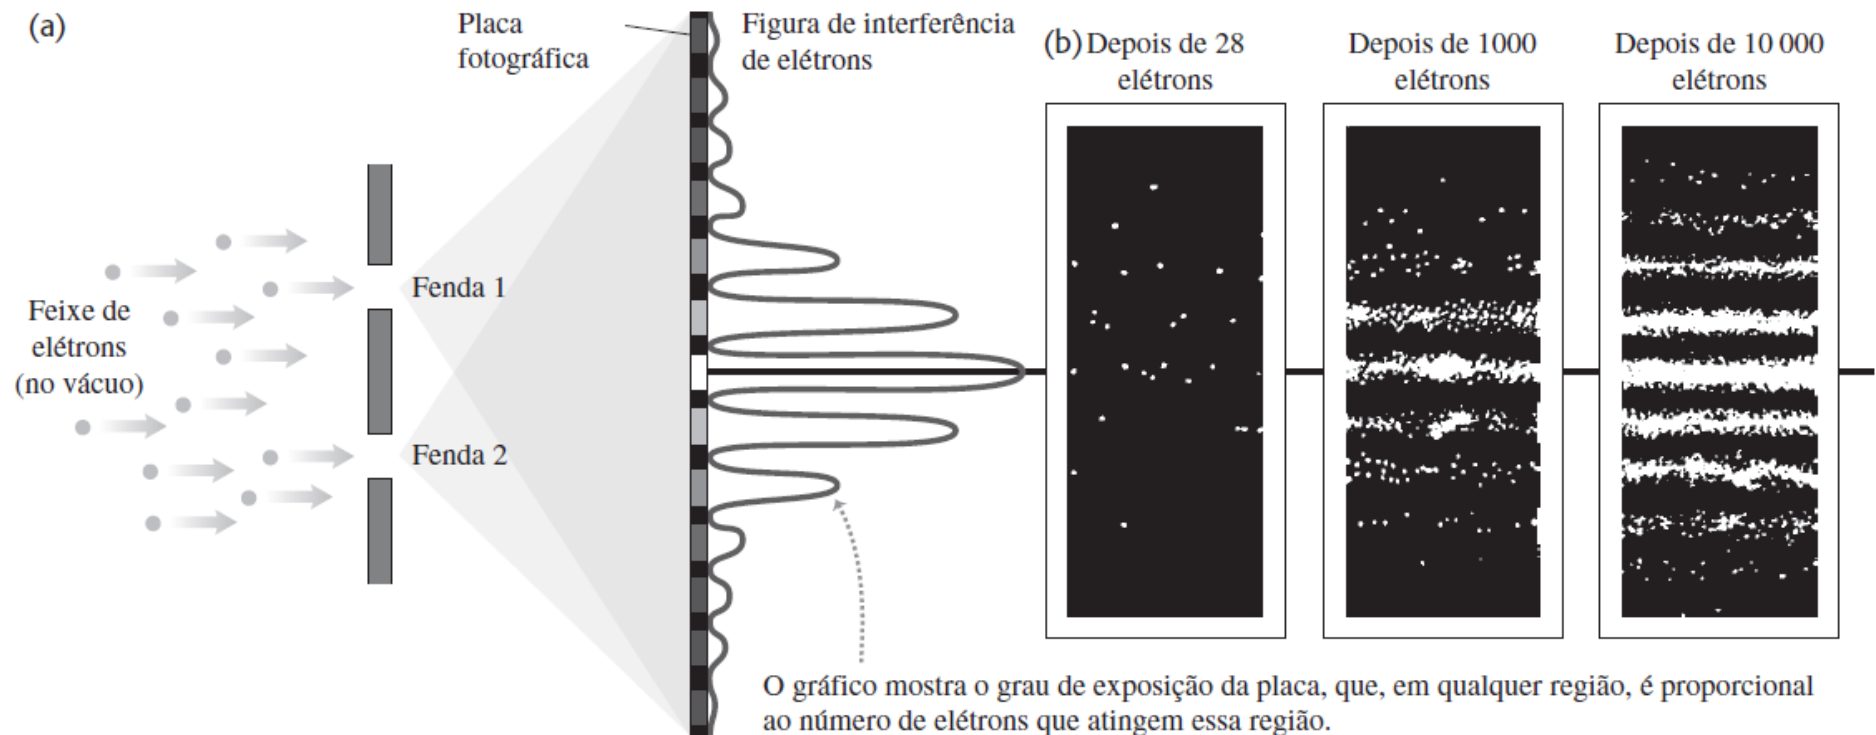 (a)
Placa
fotográfica
Figura de interferência
de elétrons
Fenda 1
Feixe de
elétrons
(no vácuo)
Fenda 2
(b) Depois de 28
elétrons
Depois de 1000
elétrons
Depois de 10 000
elétrons
O gráfico mostra o grau de exposição da placa, que, em qualquer região, é proporcional
ao número de elétrons que atingem essa região.